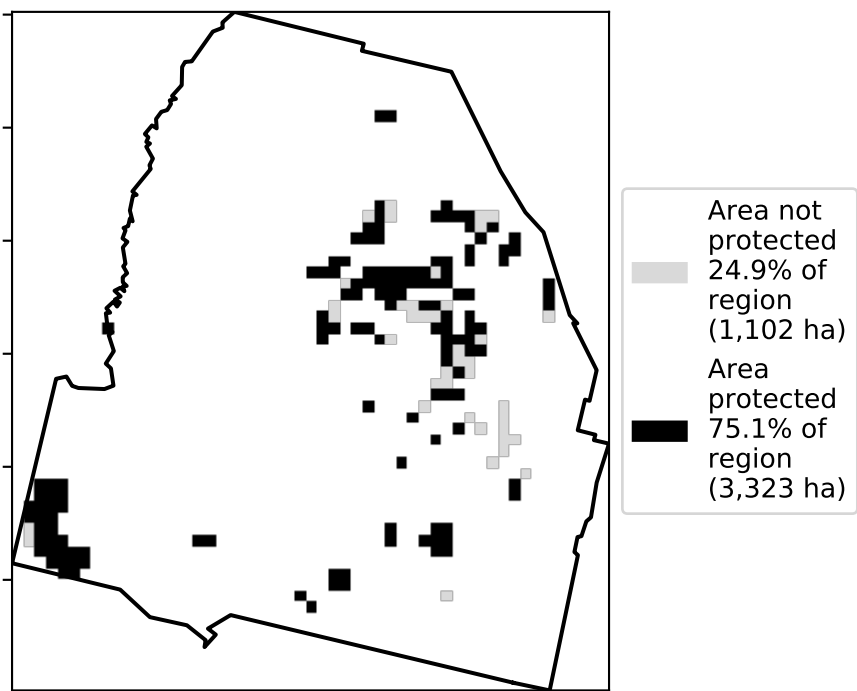 Area not
protected
24.9% of
region
(1,102 ha)
Area
protected
75.1% of
region
(3,323 ha)